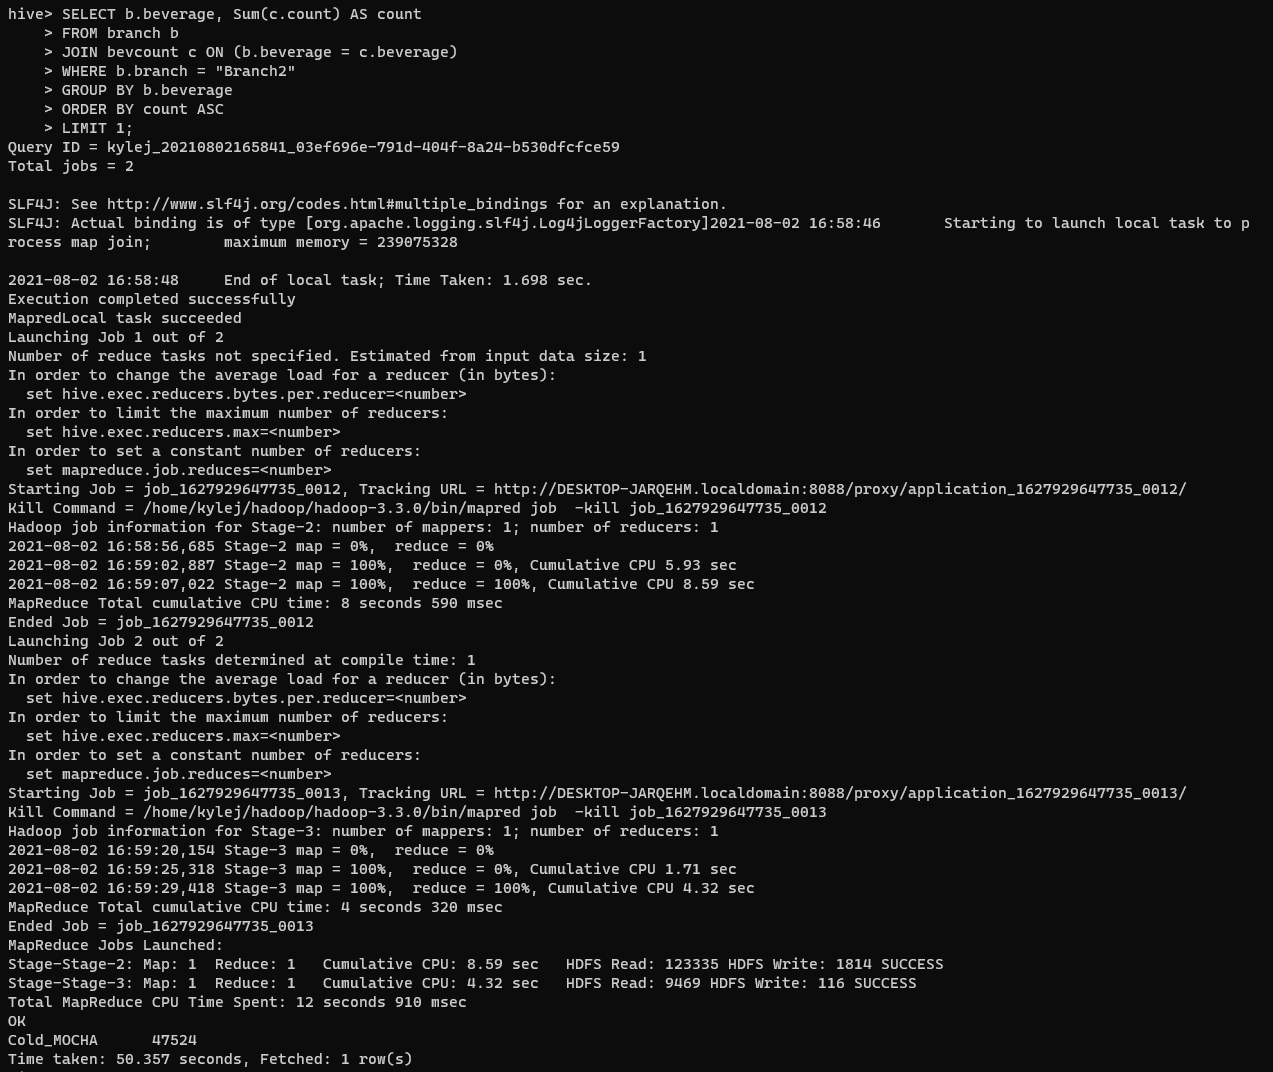 hive> SELECT b.beverage, Sum(c.count) AS count
    > FROM branch b
    > JOIN bevcount c ON (b.beverage = c.beverage)
    > WHERE b.branch = "Branch2"
    > GROUP BY b.beverage
    > ORDER BY count ASC
    > LIMIT 1;
Query ID = kylej_20210802165841_03ef696e-791d-404f-8a24-b530dfcfce59
Total jobs = 2

SLF4J: See http://www.slf4j.org/codes.html#multiple_bindings for an explanation.
SLF4J: Actual binding is of type [org.apache.logging.slf4j.Log4jLoggerFactory]2021-08-02 16:58:46       Starting to launch local task to p
rocess map join;        maximum memory = 239075328

2021-08-02 16:58:48     End of local task; Time Taken: 1.698 sec.
Execution completed successfully
MapredLocal task succeeded
Launching Job 1 out of 2
Number of reduce tasks not specified. Estimated from input data size: 1
In order to change the average load for a reducer (in bytes):
  set hive.exec.reducers.bytes.per.reducer=<number>
In order to limit the maximum number of reducers:
  set hive.exec.reducers.max=<number>
In order to set a constant number of reducers:
  set mapreduce.job.reduces=<number>
Starting Job = job_1627929647735_0012, Tracking URL = http://DESKTOP-JARQEHM.localdomain:8088/proxy/application_1627929647735_0012/
Kill Command = /home/kylej/hadoop/hadoop-3.3.0/bin/mapred job  -kill job_1627929647735_0012
Hadoop job information for Stage-2: number of mappers: 1; number of reducers: 1
2021-08-02 16:58:56,685 Stage-2 map = 0%,  reduce = 0%
2021-08-02 16:59:02,887 Stage-2 map = 100%,  reduce = 0%, Cumulative CPU 5.93 sec
2021-08-02 16:59:07,022 Stage-2 map = 100%,  reduce = 100%, Cumulative CPU 8.59 sec
MapReduce Total cumulative CPU time: 8 seconds 590 msec
Ended Job = job_1627929647735_0012
Launching Job 2 out of 2
Number of reduce tasks determined at compile time: 1
In order to change the average load for a reducer (in bytes):
  set hive.exec.reducers.bytes.per.reducer=<number>
In order to limit the maximum number of reducers:
  set hive.exec.reducers.max=<number>
In order to set a constant number of reducers:
  set mapreduce.job.reduces=<number>
Starting Job = job_1627929647735_0013, Tracking URL = http://DESKTOP-JARQEHM.localdomain:8088/proxy/application_1627929647735_0013/
Kill Command = /home/kylej/hadoop/hadoop-3.3.0/bin/mapred job  -kill job_1627929647735_0013
Hadoop job information for Stage-3: number of mappers: 1; number of reducers: 1
2021-08-02 16:59:20,154 Stage-3 map = 0%,  reduce = 0%
2021-08-02 16:59:25,318 Stage-3 map = 100%,  reduce = 0%, Cumulative CPU 1.71 sec
2021-08-02 16:59:29,418 Stage-3 map = 100%,  reduce = 100%, Cumulative CPU 4.32 sec
MapReduce Total cumulative CPU time: 4 seconds 320 msec
Ended Job = job_1627929647735_0013
MapReduce Jobs Launched:
Stage-Stage-2: Map: 1  Reduce: 1   Cumulative CPU: 8.59 sec   HDFS Read: 123335 HDFS Write: 1814 SUCCESS
Stage-Stage-3: Map: 1  Reduce: 1   Cumulative CPU: 4.32 sec   HDFS Read: 9469 HDFS Write: 116 SUCCESS
Total MapReduce CPU Time Spent: 12 seconds 910 msec
OK
Cold_MOCHA      47524
Time taken: 50.357 seconds, Fetched: 1 row(s)